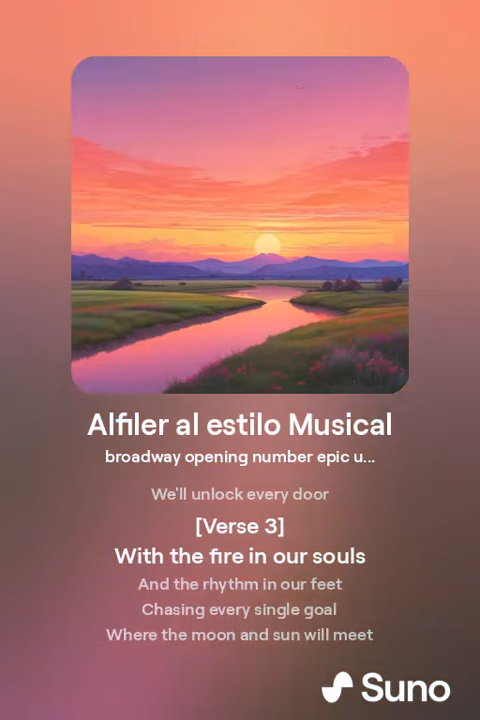 Alfiler al estilo Musical
broadway opening number epic u...
We'll unlock every door
[Verse 3]
With the fire in our souls
And the rhythm in our feet
Chasing every single goal
Where the moon and sun will meet
Suno